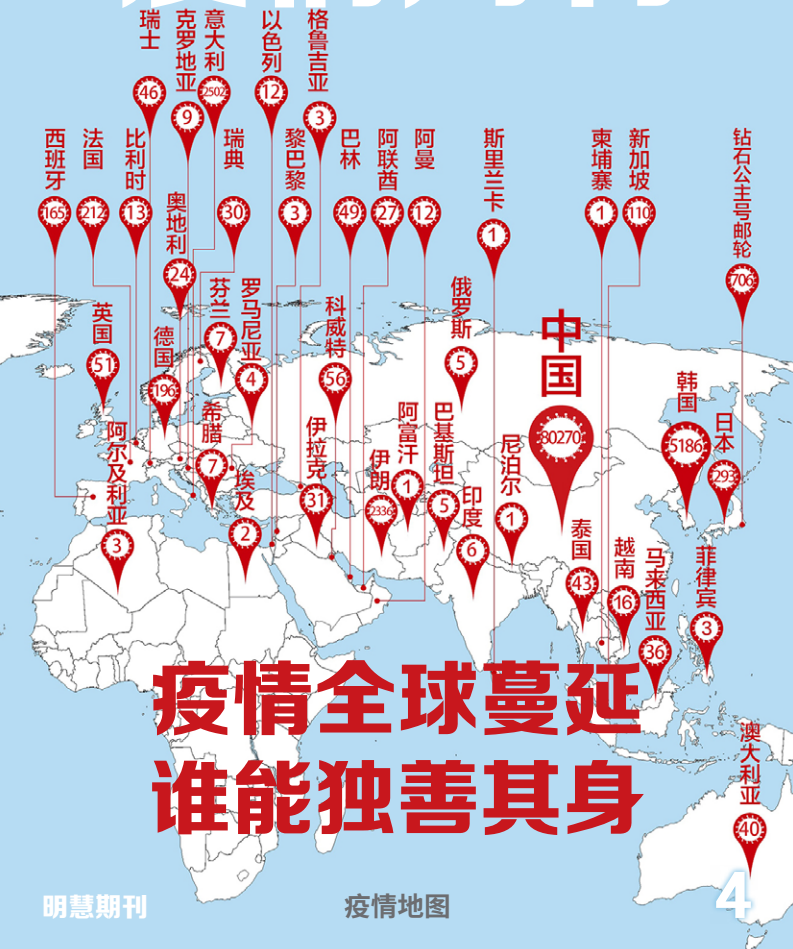 瑞士
克罗地亚
意大利
以色列
格鲁吉亚
46
9
2502
12
3
西班牙
法国
比利时
瑞典
黎巴黎
巴林
阿联酋
阿曼
斯里兰卡
柬埔寨
新加坡
钻石公主号邮轮
165
212
13
30
3
49
27
12
1
1
110
706
奥地利
24
英国
51
德国
196
芬兰
7
罗马尼亚
4
科威特
56
俄罗斯
5
中国
80270
韩国
5186
日本
293
希腊
7
阿尔及利亚
3
埃及
2
伊拉克
31
伊朗
2336
阿富汗
1
巴基斯坦
5
印度
6
尼泊尔
1
泰国
43
越南
16
马来西亚
36
菲律宾
3
疫情全球蔓延
谁能独善其身
澳大利亚
40
明慧期刊
疫情地图
4